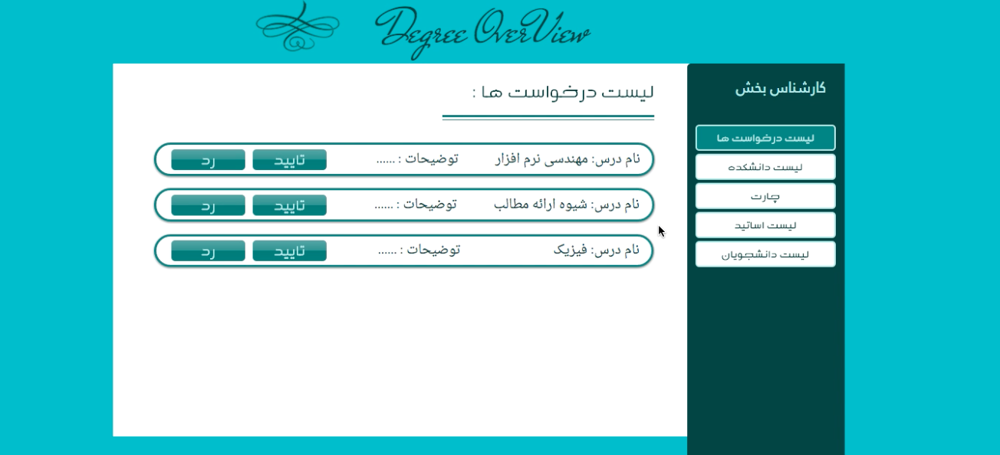 Degree OverView
کارشناس بخش
لیست درخواست ها
لیست دانشکده
چارت
لیست اساتید
لیست دانشجویان
لیست درخواست ها :
نام درس: مهندسی نرم افزار توضیحات : ...... تایید رد
نام درس: شیوه ارائه مطالب توضیحات : ...... تایید رد
نام درس: فیزیک توضیحات : ...... تایید رد